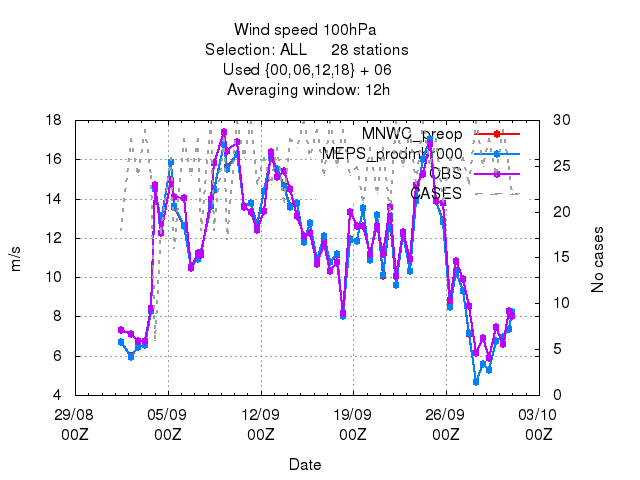 Wind speed 100hPa
Selection: ALL 28 stations
Used {00,06,12,18} + 06
Averaging window: 12h
18
16
14
12
10
8
6
4
m/s
30
25
20
15
10
5
0
No cases
MNWC_preop
OBS
CASES
29/08 05/09 12/09 19/09 26/09 03/10
00Z 00Z 00Z 00Z 00Z 00Z
Date